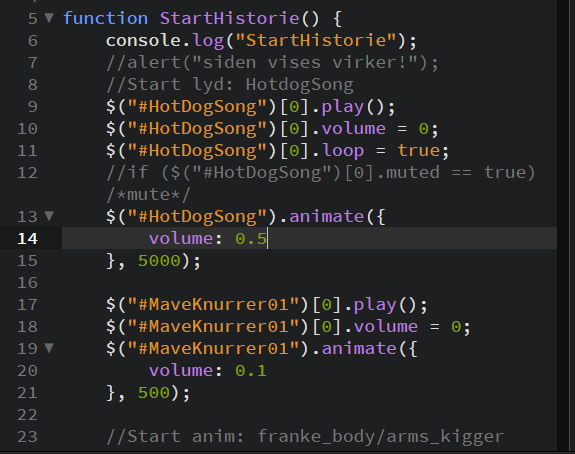 5 function StartHistorie() {
6 console.log("StartHistorie");
7 //alert("siden vises virker!");
8 //Start lyd: HotdogSong
9 $("#HotDogSong")[0].play();
10 $("#HotDogSong")[0].volume = 0;
11 $("#HotDogSong")[0].loop = true;
12 //if ($("#HotDogSong")[0].muted == true)
/*mute*/
13 $("#HotDogSong").animate({
14 volume: 0.5
15 }, 5000);
16
17 $("#MaveKnurrer01")[0].play();
18 $("#MaveKnurrer01")[0].volume = 0;
19 $("#MaveKnurrer01").animate({
20 volume: 0.1
21 }, 500);
22
23 //Start anim: franke_body/arms_kigger